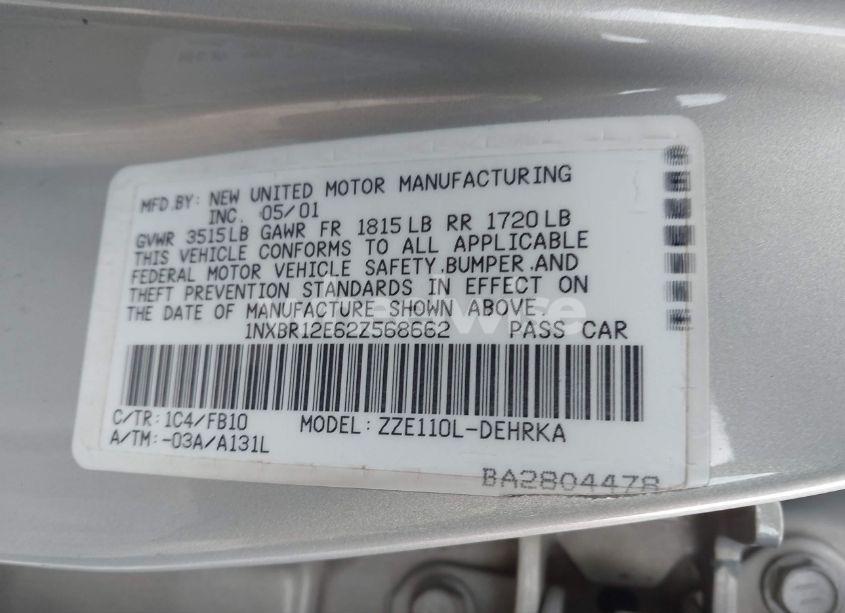 MFD.BY: NEW UNITED MOTOR MANUFACTURING
INC. 05/01
GVWR 3515LB GAWR FR 1815LB RR 1720LB
THIS VEHICLE CONFORMS TO ALL APPLICABLE
FEDERAL MOTOR VEHICLE SAFETY,BUMPER,AND
THEFT PREVENTION STANDARDS IN EFFECT ON
THE DATE OF MANUFACTURE SHOWN ABOVE.
1NXBR12E62Z568662 PASS CAR
C/TR: 1C4/FB10 MODEL: ZZE110L-DEHRKA
A/TM: -03A/A131L
BA2804478